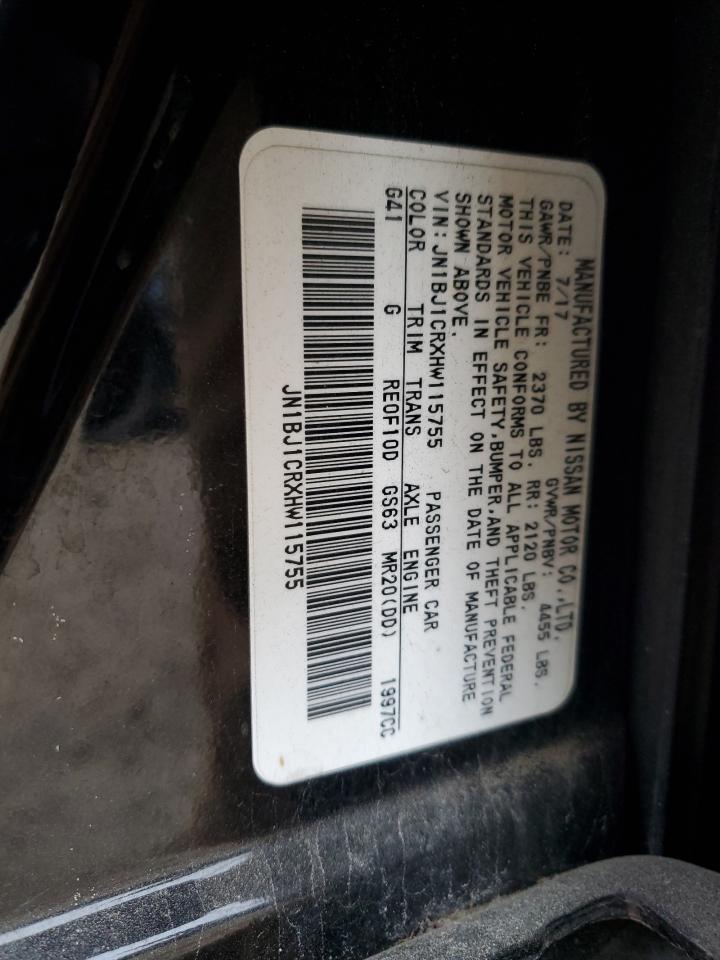 MANUFACTURED BY NISSAN MOTOR CO.,LTD.
DATE: 7/17 GVWR/PNBV: 4455 LBS.
GAWR/PNBE FR: 2370 LBS. RR: 2120 LBS.
THIS VEHICLE CONFORMS TO ALL APPLICABLE FEDERAL
MOTOR VEHICLE SAFETY,BUMPER,AND THEFT PREVENTION
STANDARDS IN EFFECT ON THE DATE OF MANUFACTURE
SHOWN ABOVE.
VIN:JN1BJ1CRXHW115755 PASSENGER CAR
COLOR TRIM TRANS AXLE ENGINE
G41 G RE0F10D GS63 MR20(DD) 1997CC
JN1BJ1CRXHW115755